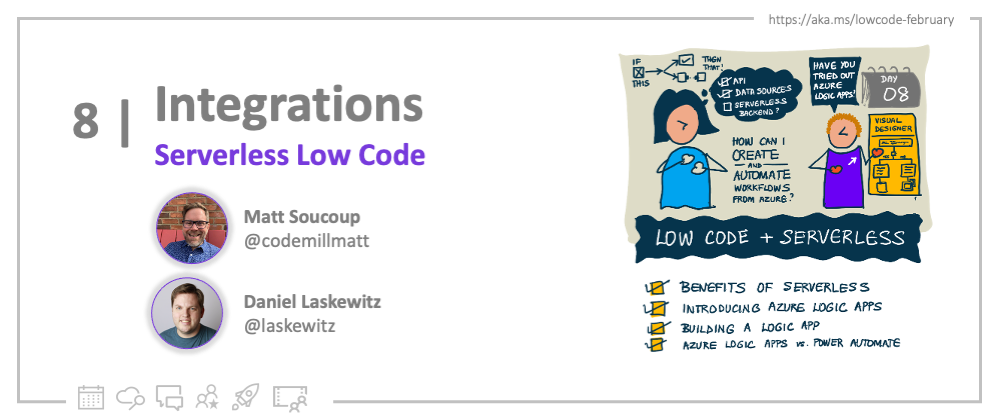 https://aka.ms/lowcode-february
8 |
Integrations
Serverless Low Code
Matt Soucoup
@codemillmatt
Daniel Laskewitz
@laskewitz
IF
THIS
THEN
THAT!
API
DATA SOURCES
SERVERLESS
BACKEND?
HAVE YOU
TRIED OUT
AZURE
LOGIC APPS?
DAY
08
VISUAL
DESIGNER
HOW CAN I
CREATE
AND
AUTOMATE
WORKFLOWS
FROM AZURE?
LOW CODE + SERVERLESS
BENEFITS OF SERVERLESS
INTRODUCING AZURE LOGIC APPS
BUILDING A LOGIC APP
AZURE LOGIC APPS vs. POWER AUTOMATE